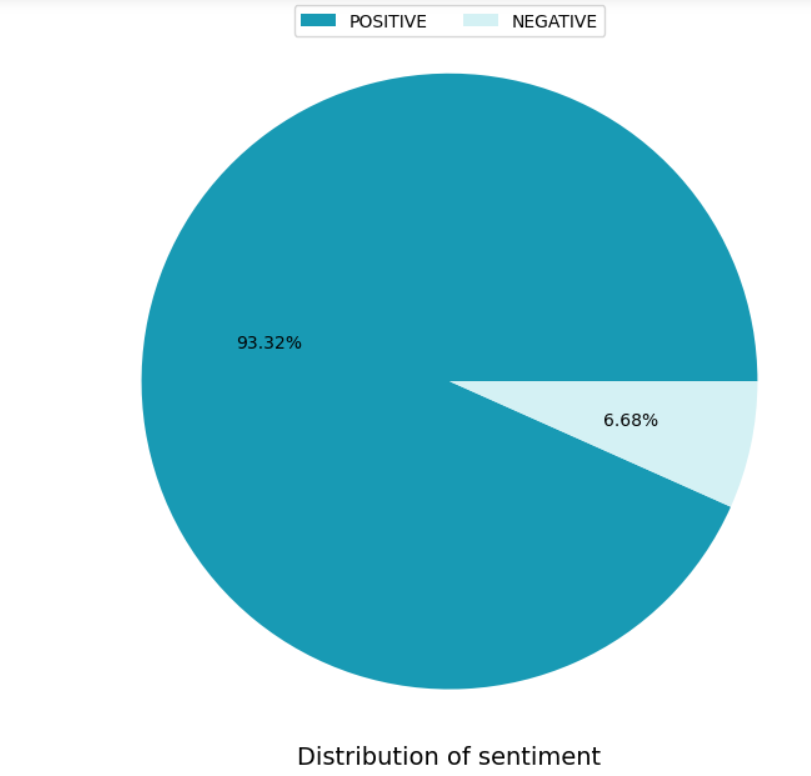 POSITIVE NEGATIVE
93.32%
6.68%
Distribution of sentiment